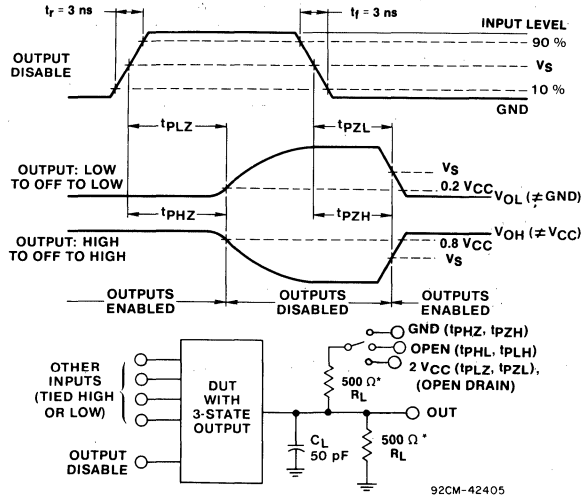 tr = 3 ns
tf = 3 ns
INPUT LEVEL
90 %
OUTPUT
DISABLE
VS
10 %
GND
tPLZ
tPZL
OUTPUT: LOW
TO OFF TO LOW
VS
0.2 VCC
VOL (≠GND)
tPHZ
tPZH
OUTPUT: HIGH
TO OFF TO
HIGH
VOH (≠VCC)
0.8 VCC
VS
OUTPUTS
ENABLED
OUTPUTS
DISABLED
OUTPUTS
ENABLED
GND (tPHZ, tPZH)
OPEN (tPHL, tPLH)
2 VCC (tPLZ, tPZL),
(OPEN DRAIN)
OTHER
INPUTS
(TIED HIGH
OR LOW)
DUT
WITH
3-STATE
OUTPUT
500 Ω*
RL
OUT
CL
50 pF
500 Ω*
RL
OUTPUT
DISABLE
92CM-42405